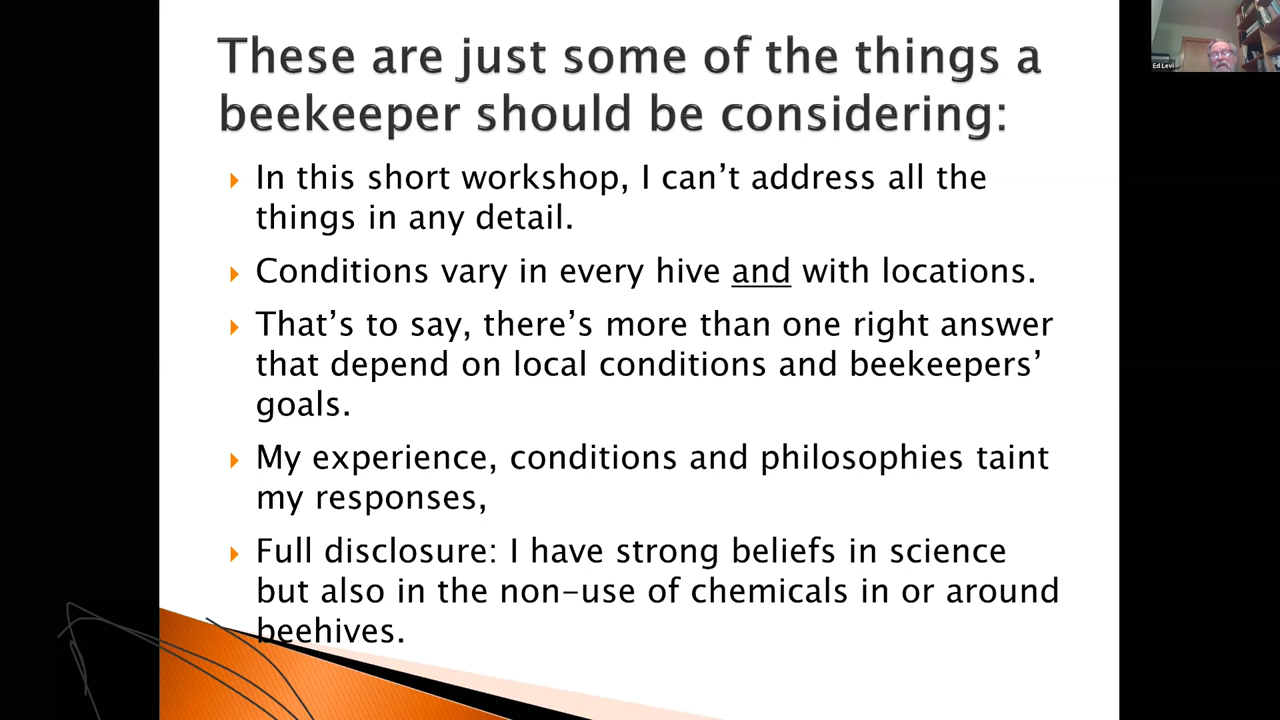 These are just some of the things a
beekeeper should be considering:
In this short workshop, I can’t address all the
things in any detail.
Conditions vary in every hive and with locations.
That’s to say, there’s more than one right answer
that depend on local conditions and beekeepers’
goals.
My experience, conditions and philosophies taint
my responses,
Full disclosure: I have strong beliefs in science
but also in the non-use of chemicals in or around
beehives.
Ed Levi